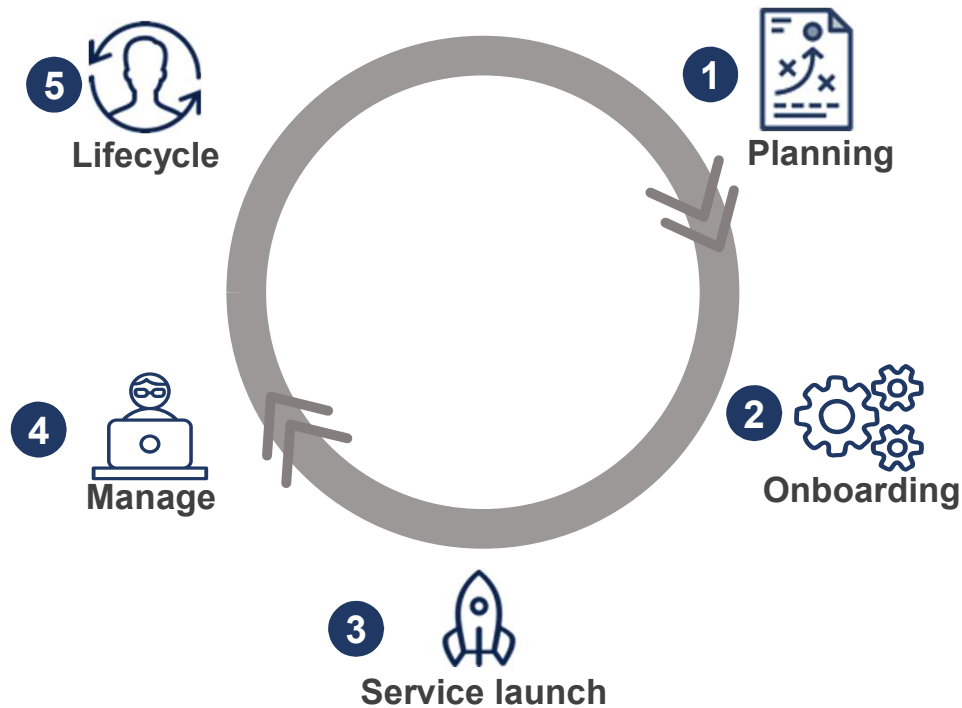 1
Planning
2
Onboarding
3
Service launch
4
Manage
5
Lifecycle